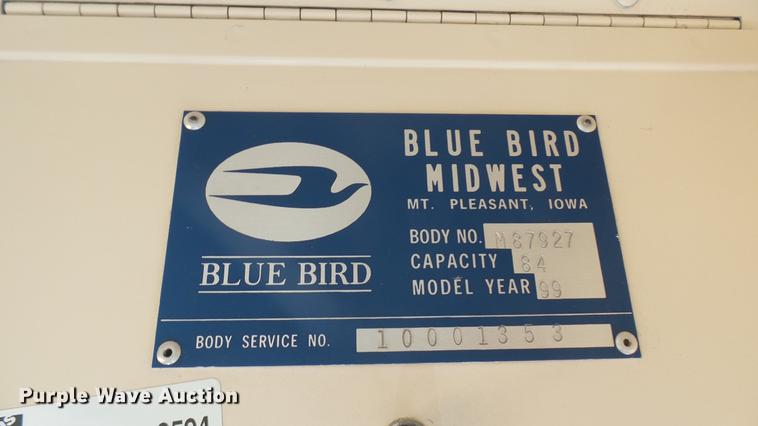 BLUE BIRD
MIDWEST
MT. PLEASANT, IOWA
BODY NO. M87927
CAPACITY 84
MODEL YEAR 99
BLUE BIRD
BODY SERVICE NO. 10001353
Purple Wave Auction